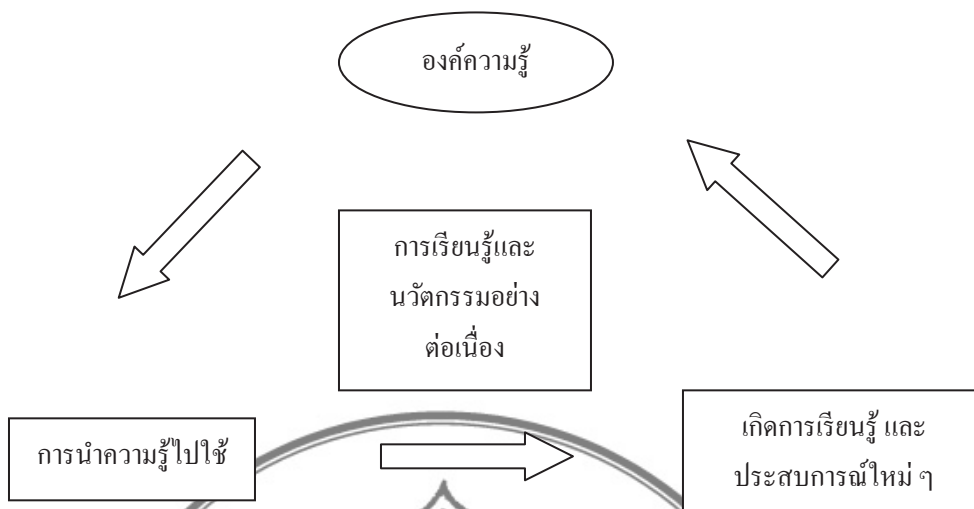 องค์ความรู้
การเรียนรู้และ
นวัตกรรมอย่าง
ต่อเนื่อง
การนำความรู้ไปใช้
เกิดการเรียนรู้ และ
ประสบการณ์ใหม่ ๆ